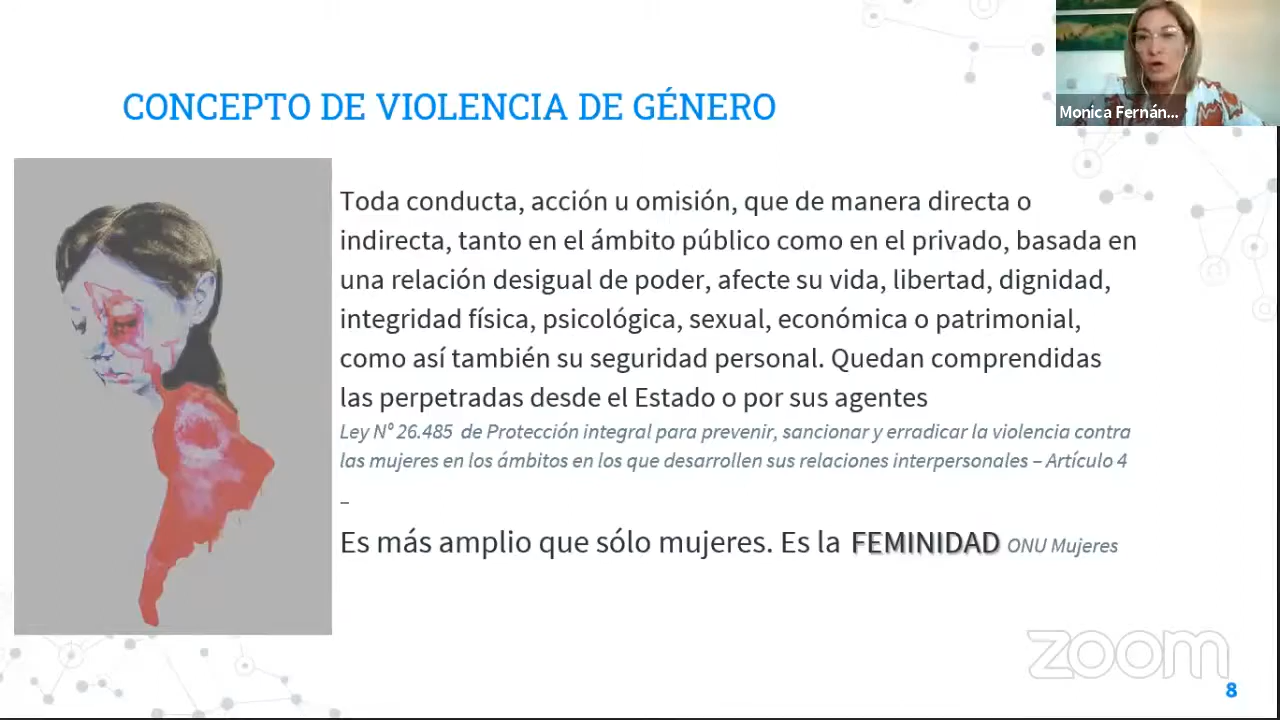 CONCEPTO DE VIOLENCIA DE GÉNERO
Monica Fernán...
Toda conducta, acción u omisión, que de manera directa o
indirecta, tanto en el ámbito público como en el privado, basada en
una relación desigual de poder, afecte su vida, libertad, dignidad,
integridad física, psicológica, sexual, económica o patrimonial,
como así también su seguridad personal. Quedan comprendidas
las perpetradas desde el Estado o por sus agentes
Ley N° 26.485 de Protección integral para prevenir, sancionar y erradicar la violencia contra
las mujeres en los ámbitos en los que desarrollen sus relaciones interpersonales – Artículo 4
–
Es más amplio que sólo mujeres. Es la FEMINIDAD ONU Mujeres
zoom
8